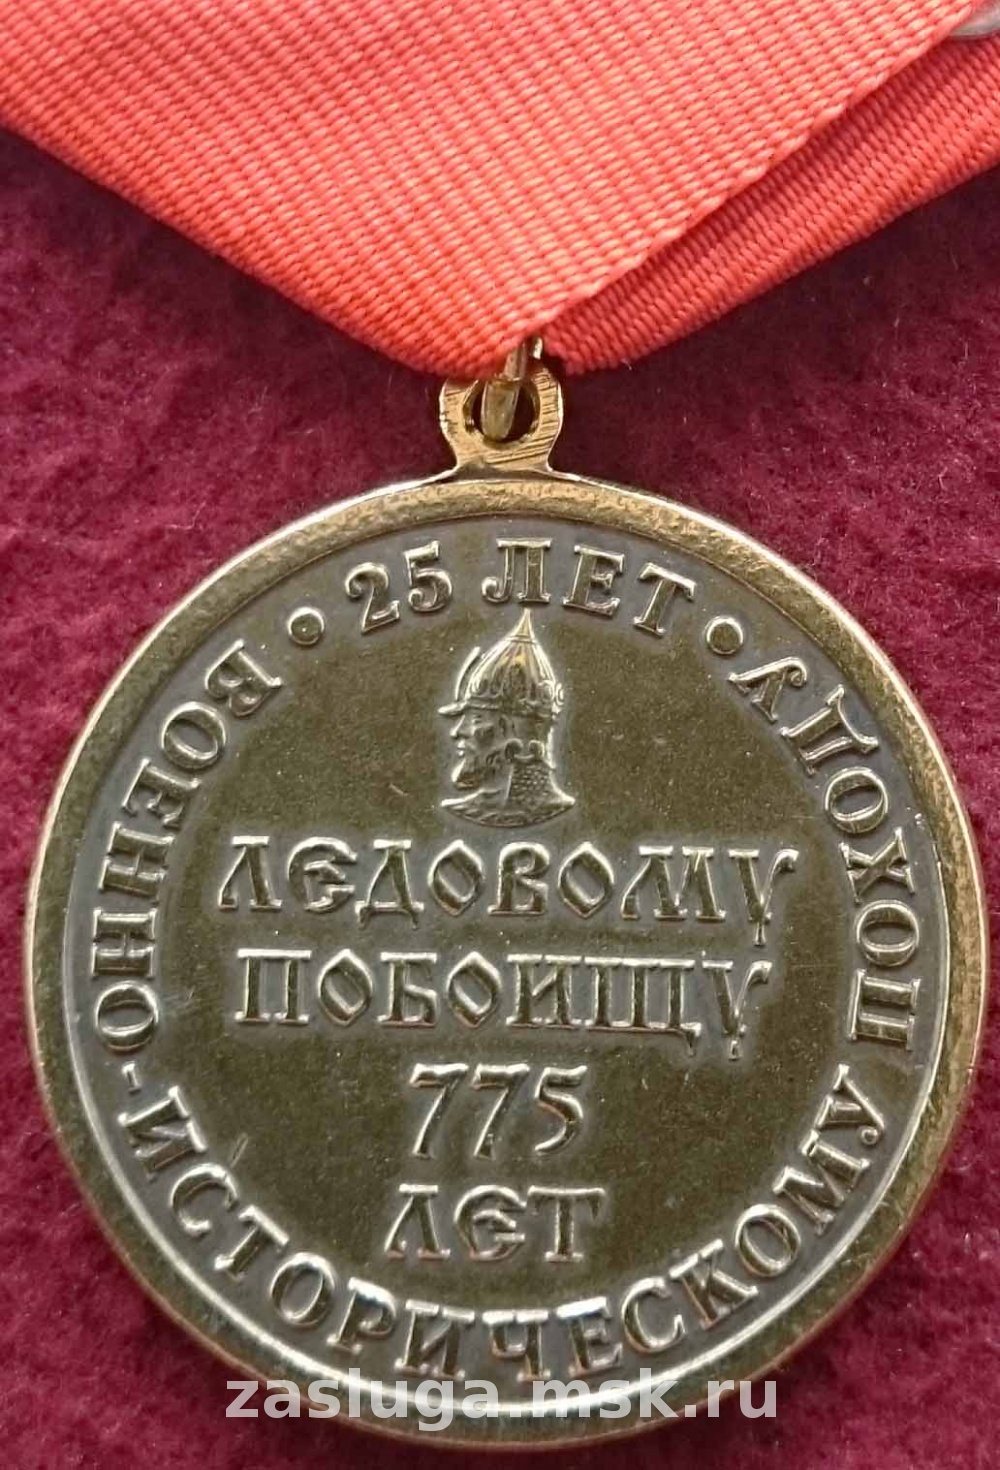 • 25 ЛЕТ •
ВОЕННО-ИСТОРИЧЕСКОМУ ПОХОДУ
ЛЕДОВОМУ
ПОБОИЩУ
775
ЛЕТ
zasluga.msk.ru